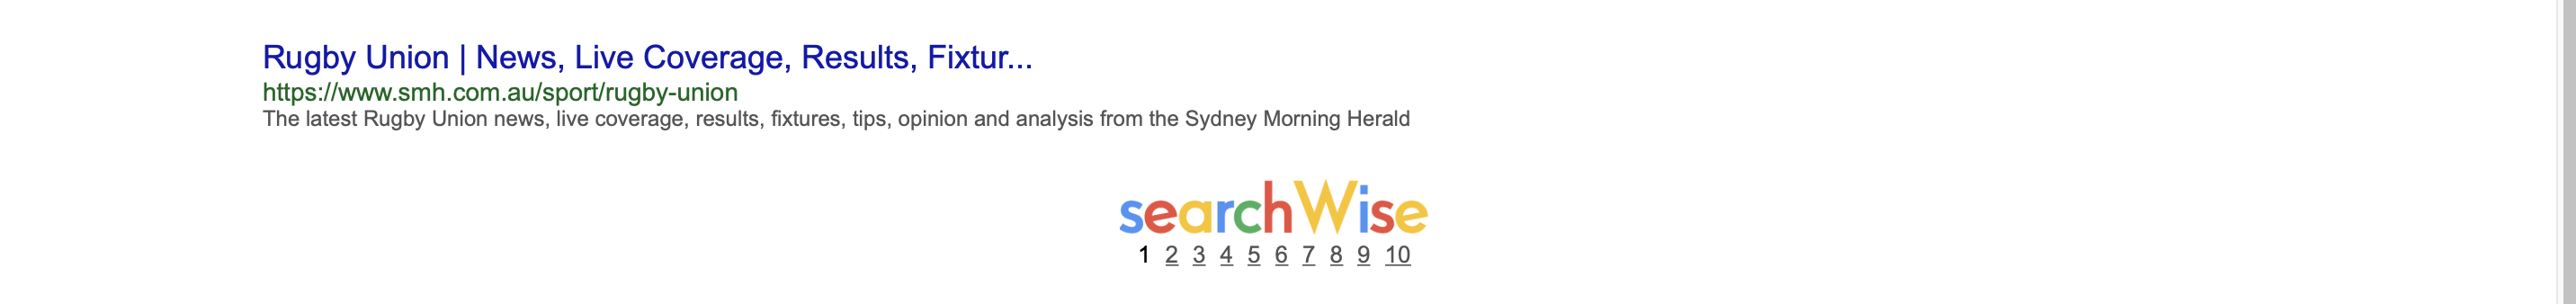 Rugby Union | News, Live Coverage, Results, Fixtur...
https://www.smh.com.au/sport/rugby-union
The latest Rugby Union news, live coverage, results, fixtures, tips, opinion and analysis from the Sydney Morning Herald
searchWise
1 2 3 4 5 6 7 8 9 10